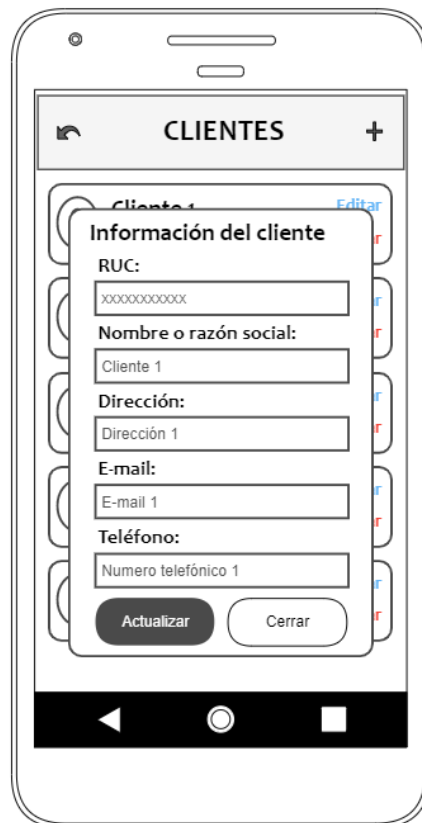 CLIENTES
Cliente 1
Editar
Información del cliente
RUC:
xxxxxxxxxxx
Nombre o razón social:
Cliente 1
Dirección:
Dirección 1
E-mail:
E-mail 1
Teléfono:
Numero telefónico 1
Actualizar
Cerrar